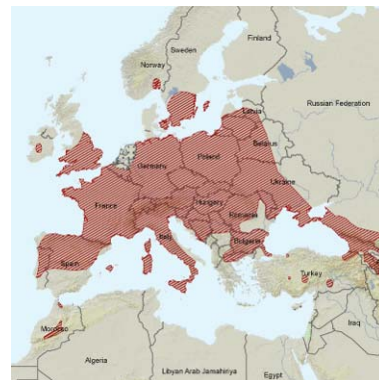 Finland
Sweden
Norway
Russian Federation
Latvia
Belarus
Poland
Germany
Ukraine
France
Hungary
Romania
Italy
Bulgaria
Spain
Turkey
Morocco
Iraq
Algeria
Libyan Arab Jamahiriya
Egypt